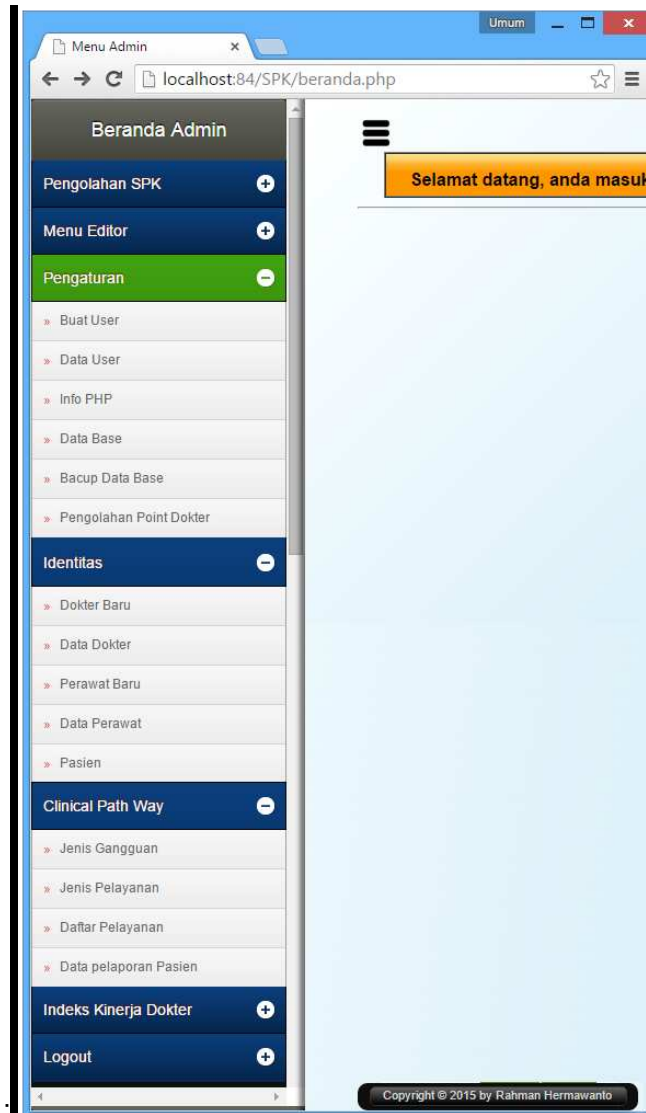 Umum
Menu Admin
localhost:84/SPK/beranda.php
Beranda Admin
Pengolahan SPK
Menu Editor
Pengaturan
» Buat User
» Data User
» Info PHP
» Data Base
» Bacup Data Base
» Pengolahan Point Dokter
Identitas
» Dokter Baru
» Data Dokter
» Perawat Baru
» Data Perawat
» Pasien
Clinical Path Way
» Jenis Gangguan
» Jenis Pelayanan
» Daftar Pelayanan
» Data pelaporan Pasien
Indeks Kinerja Dokter
Logout
Selamat datang, anda masuk
Copyright © 2015 by Rahman Hermawanto
.